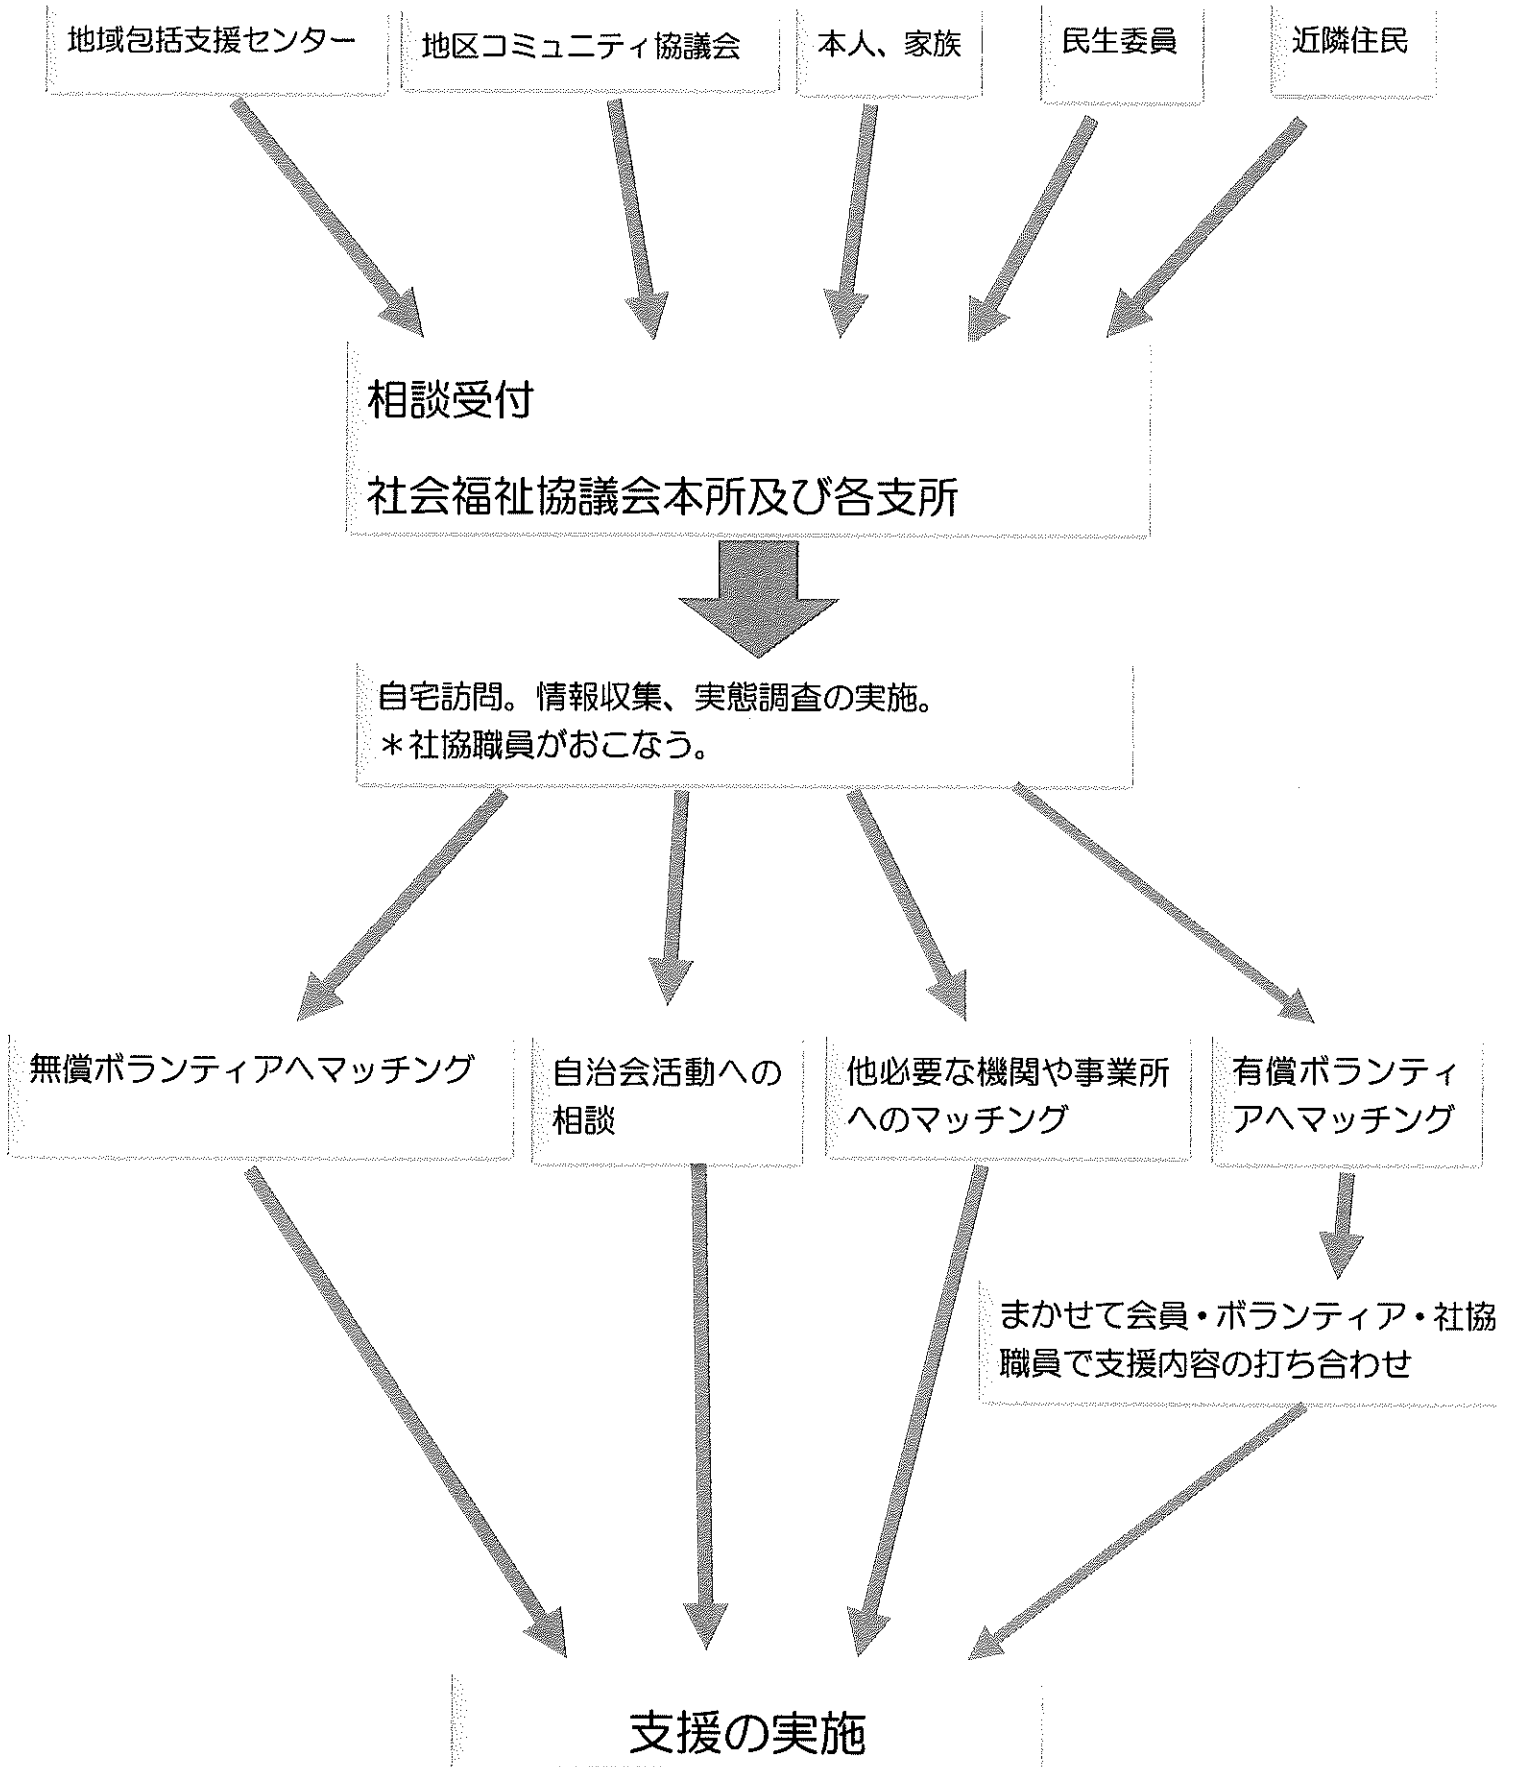 地域包括支援センター
地区コミュニティ協議会
本人、家族
民生委員
近隣住民
相談受付
社会福祉協議会本所及び各支所
自宅訪問。情報収集、実態調査の実施。
＊社協職員がおこなう。
無償ボランティアへマッチング
自治会活動への
相談
他必要な機関や事業所
へのマッチング
有償ボランティ
アへマッチング
まかせて会員・ボランティア・社協
職員で支援内容の打ち合わせ
支援の実施